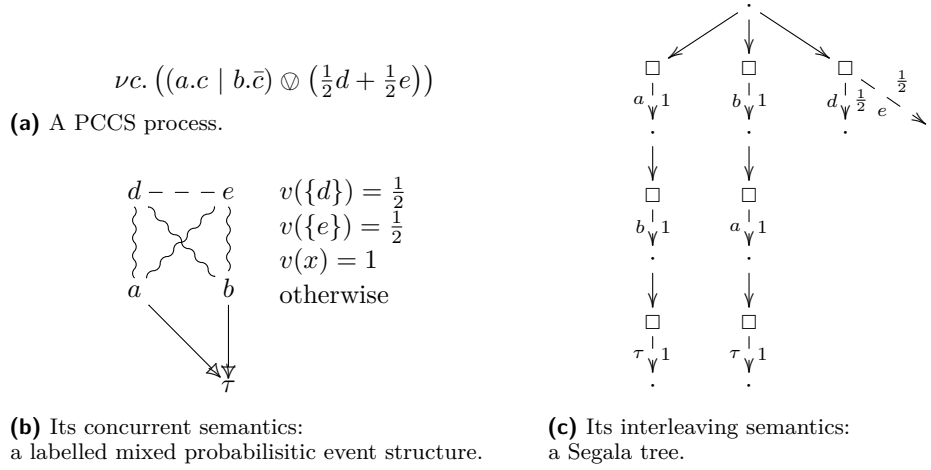 νc. ((a.c | b.c̄) ⦶ (½d + ½e))
(a) A PCCS process.
d e v({d}) = ½
v({e}) = ½
v(x) = 1
a b otherwise
τ
(b) Its concurrent semantics:
a labelled mixed probabilisitic event structure.
a 1 b 1 d ½ e ½
b 1 a 1
τ 1 τ 1
(c) Its interleaving semantics:
a Segala tree.